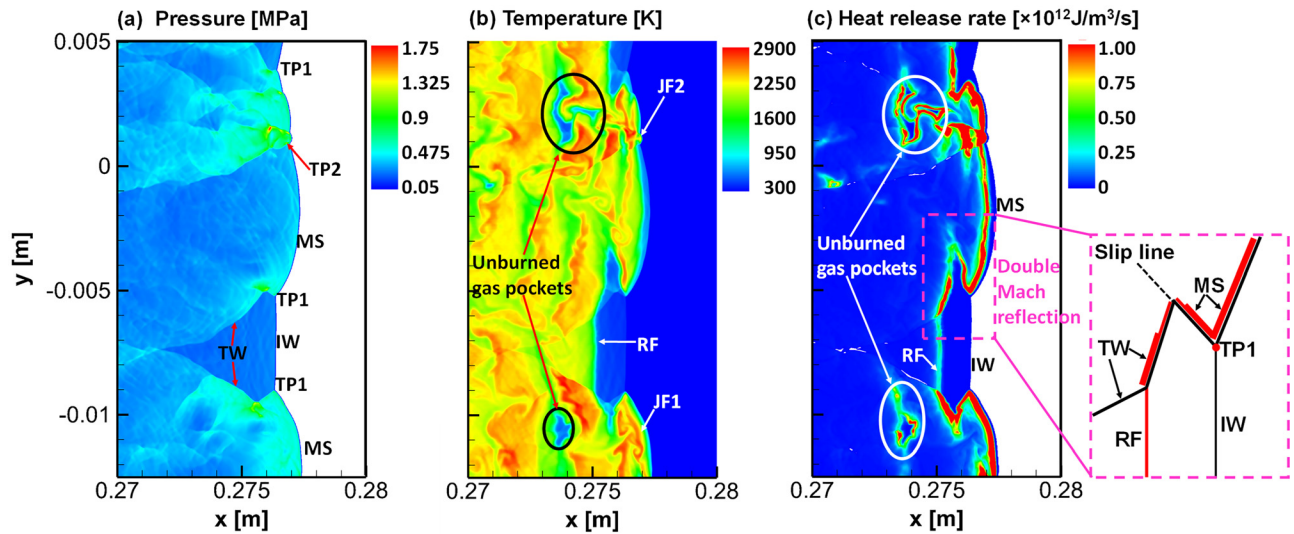 (a) Pressure [MPa]
(b) Temperature [K]
(c) Heat release rate [×10¹²J/m³/s]
y [m]
0.005
0
-0.005
-0.01
0.27
0.275
0.28
x [m]
TP1
TP2
MS
TP1
TW
IW
TP1
MS
1.75
1.325
0.9
0.475
0.05
JF2
Unburned
gas pockets
RF
JF1
0.27
0.275
0.28
x [m]
2900
2250
1600
950
300
MS
Unburned
gas pockets
Double
Mach
reflection
RF
IW
0.27
0.275
0.28
x [m]
1.00
0.75
0.50
0.25
0
Slip line
MS
TW
TP1
RF
IW